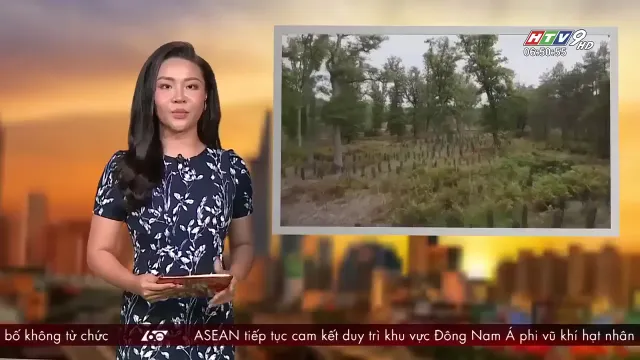 HTV9 HD
06:50:55
bố không từ chức 60 ASEAN tiếp tục cam kết duy trì khu vực Đông Nam Á phi vũ khí hạt nhân